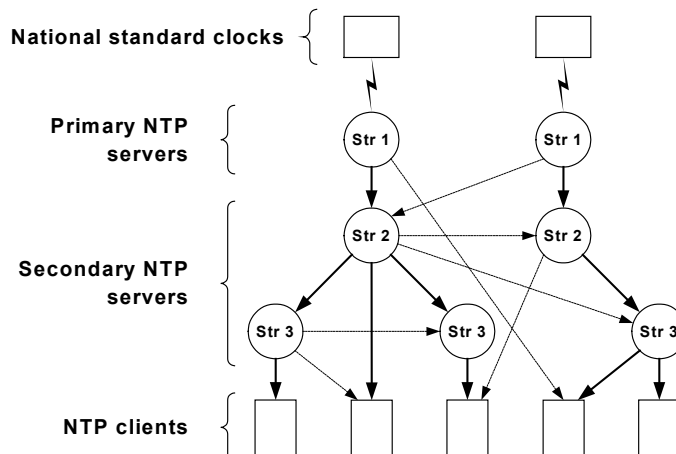 National standard clocks
Primary NTP
servers
Str 1
Str 1
Secondary NTP
servers
Str 2
Str 2
Str 3
Str 3
Str 3
NTP clients